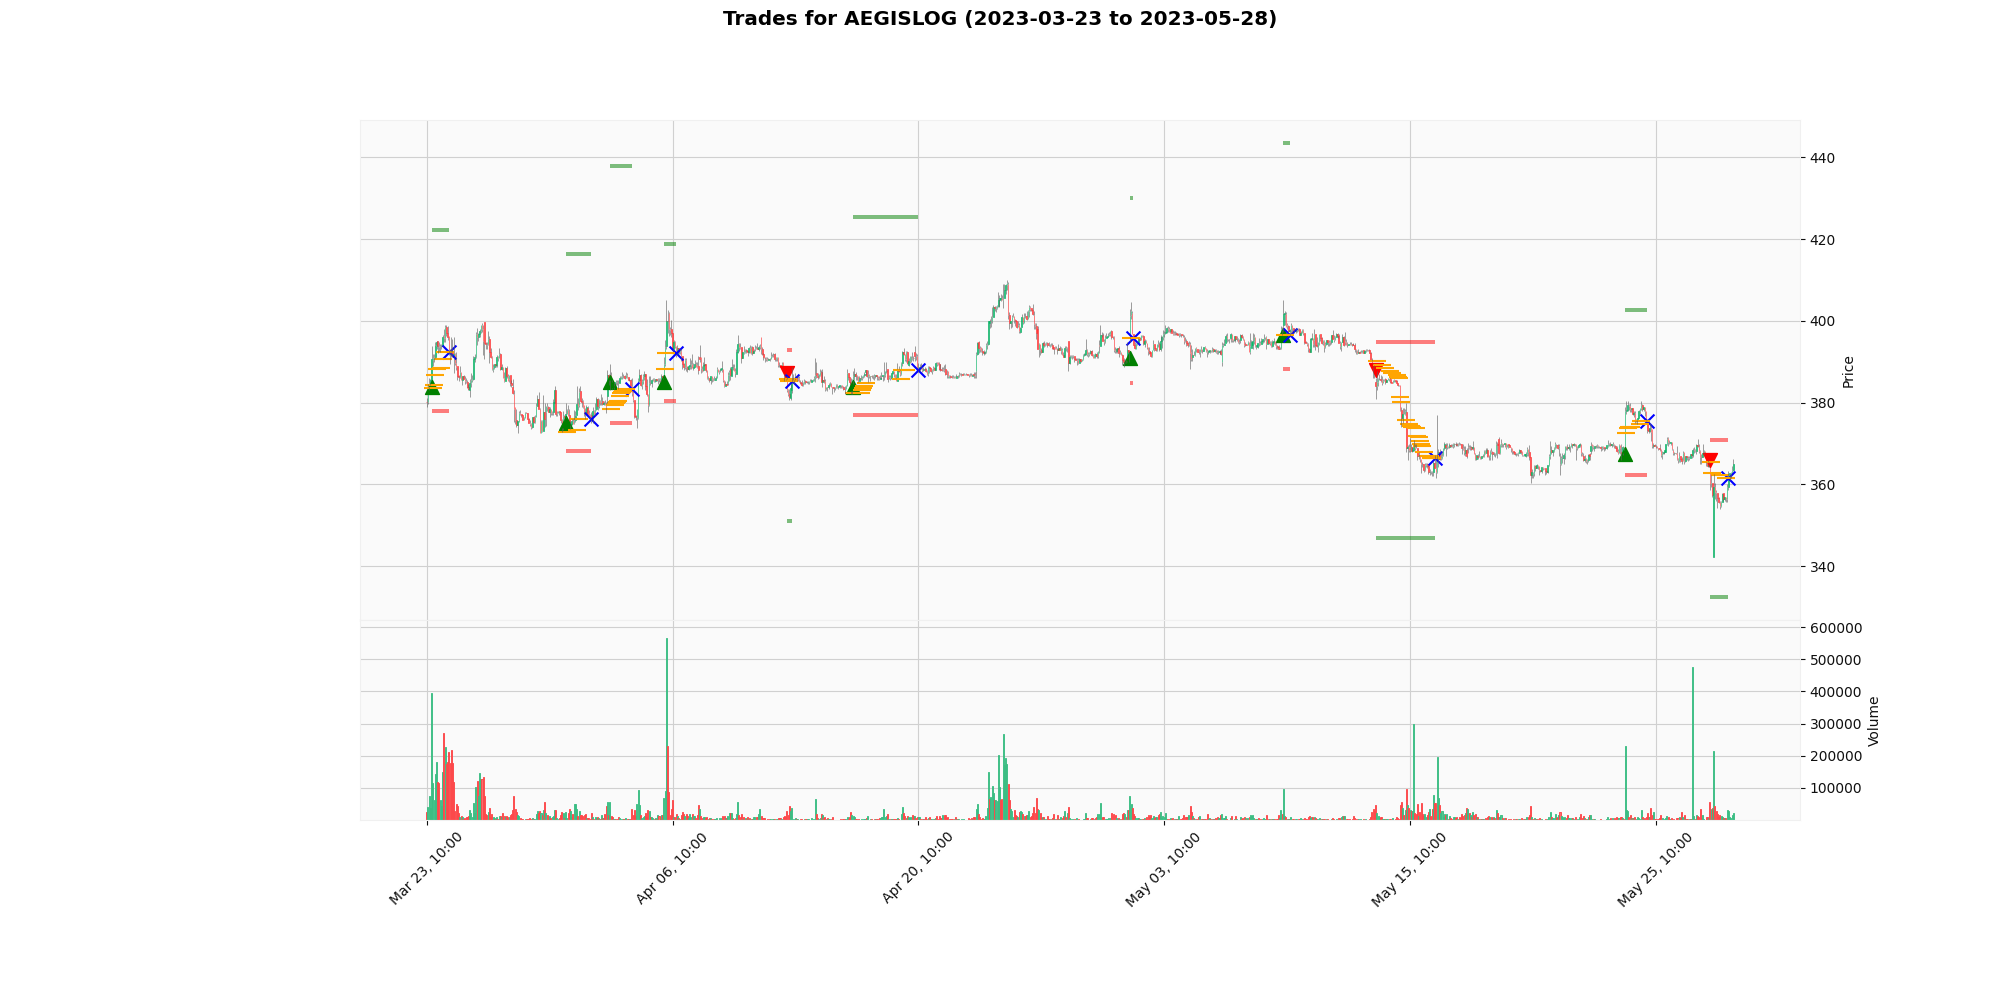 Trades for AEGISLOG (2023-03-23 to 2023-05-28)
440
420
400
380
360
340
Price
600000
500000
400000
300000
200000
100000
Volume
Mar 23, 10:00
Apr 06, 10:00
Apr 20, 10:00
May 03, 10:00
May 15, 10:00
May 25, 10:00